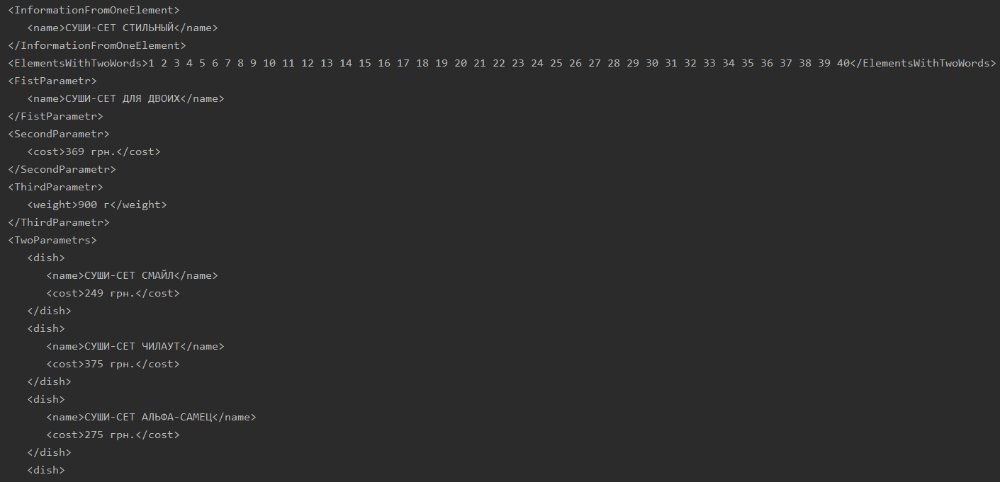 <InformationFromOneElement>
<name>СУШИ-СЕТ СТИЛЬНЫЙ</name>
</InformationFromOneElement>
<ElementsWithTwoWords>1 2 3 4 5 6 7 8 9 10 11 12 13 14 15 16 17 18 19 20 21 22 23 24 25 26 27 28 29 30 31 32 33 34 35 36 37 38 39 40</ElementsWithTwoWords>
<FistParametr>
<name>СУШИ-СЕТ ДЛЯ ДВОИХ</name>
</FistParametr>
<SecondParametr>
<cost>369 грн.</cost>
</SecondParametr>
<ThirdParametr>
<weight>900 г</weight>
</ThirdParametr>
<TwoParametrs>
<dish>
<name>СУШИ-СЕТ СМАЙЛ</name>
<cost>249 грн.</cost>
</dish>
<dish>
<name>СУШИ-СЕТ ЧИЛАУТ</name>
<cost>375 грн.</cost>
</dish>
<dish>
<name>СУШИ-СЕТ АЛЬФА-САМЕЦ</name>
<cost>275 грн.</cost>
</dish>
<dish>